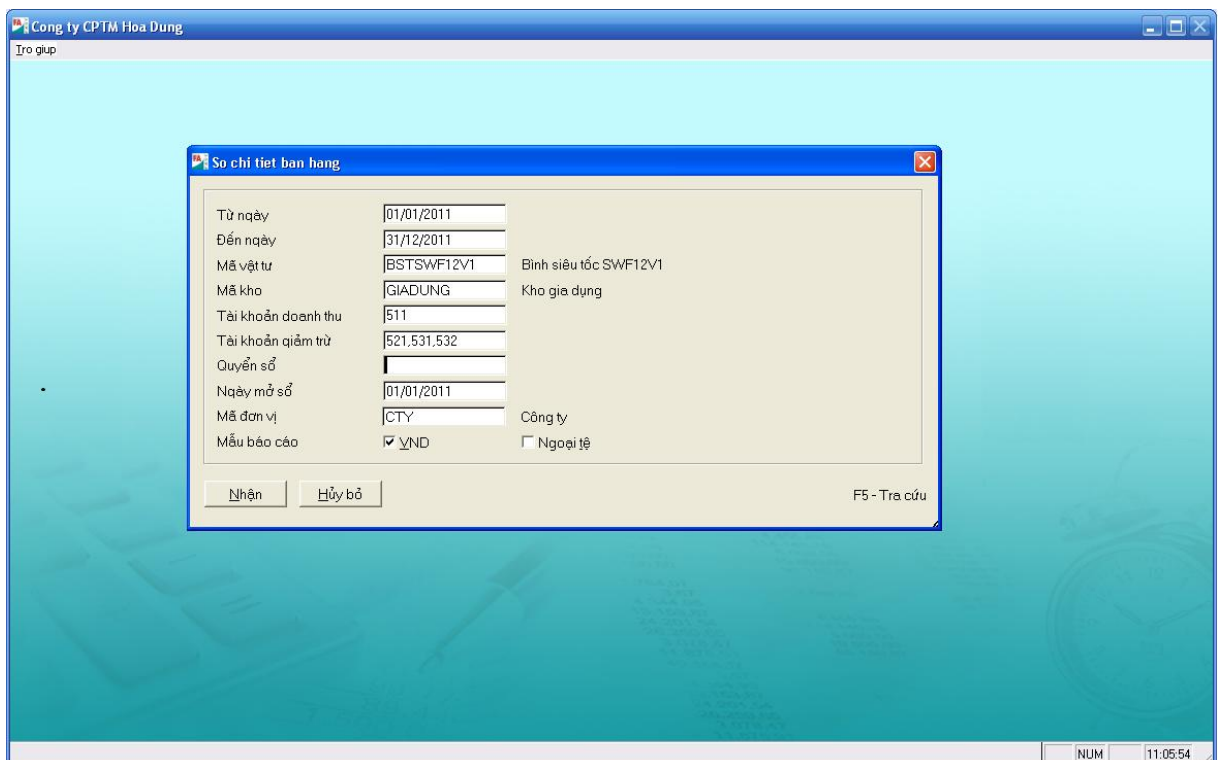 Cong ty CPTM Hoa Dung
Tro giup
So chi tiet ban hang
Từ ngày 01/01/2011
Đến ngày 31/12/2011
Mã vật tư BSTSWF12V1 Bình siêu tốc SWF12V1
Mã kho GIADUNG Kho gia dụng
Tài khoản doanh thu 511
Tài khoản giảm trừ 521,531,532
Quyển sổ
Ngày mở sổ 01/01/2011
Mã đơn vị CTY Công ty
Mẫu báo cáo VND Ngoại tệ
Nhận Hủy bỏ F5 - Tra cứu
NUM 11:05:54